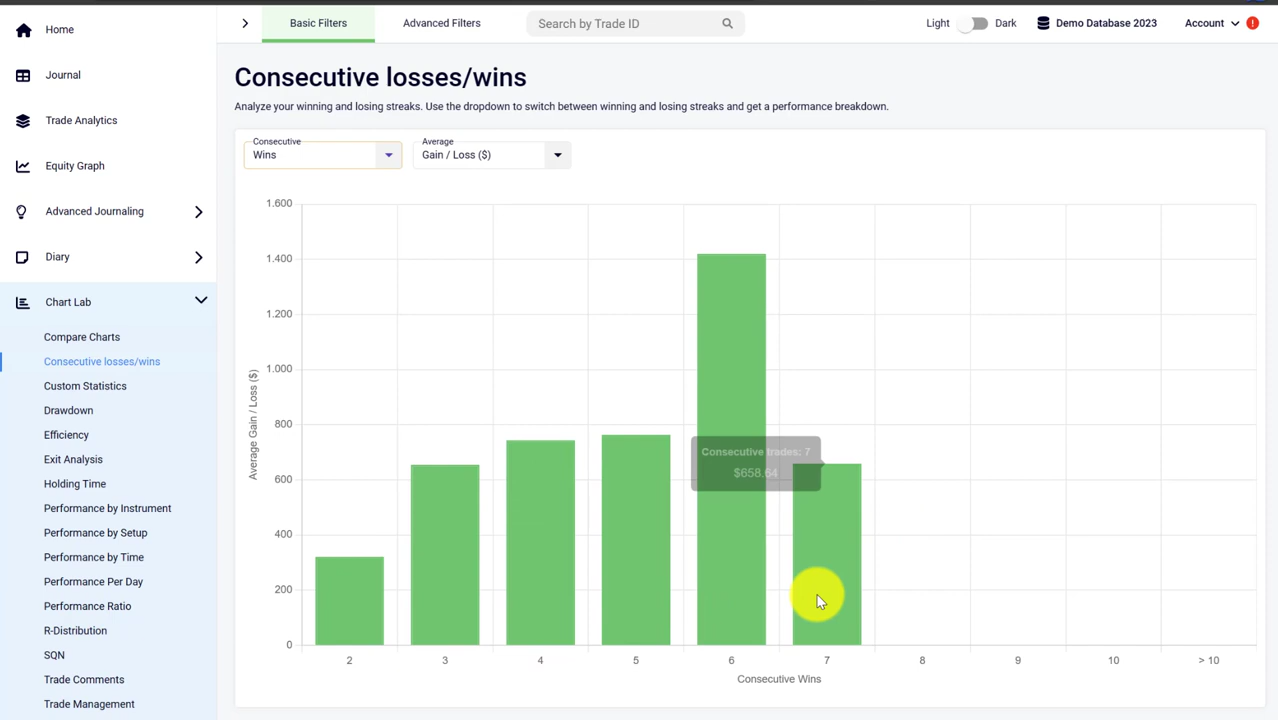 Home
Journal
Trade Analytics
Equity Graph
Advanced Journaling
Diary
Chart Lab
Compare Charts
Consecutive losses/wins
Custom Statistics
Drawdown
Efficiency
Exit Analysis
Holding Time
Performance by Instrument
Performance by Setup
Performance by Time
Performance Per Day
Performance Ratio
R-Distribution
SQN
Trade Comments
Trade Management
Basic Filters
Advanced Filters
Search by Trade ID
Light
Dark
Demo Database 2023
Account
!
Consecutive losses/wins
Analyze your winning and losing streaks. Use the dropdown to switch between winning and losing streaks and get a performance breakdown.
Consecutive
Wins
Average
Gain / Loss ($)
Average Gain / Loss ($)
1.600
1.400
1.200
1.000
800
600
400
200
0
Consecutive trades: 7
$658.64
2 3 4 5 6 7 8 9 10 > 10
Consecutive Wins